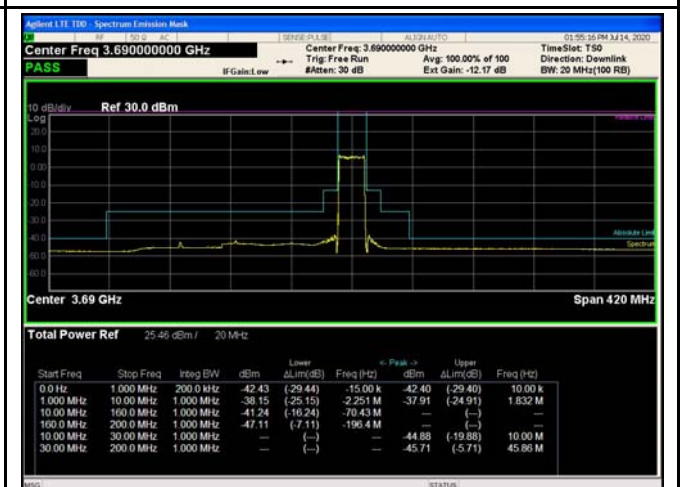 Agilent LTE TDD - Spectrum Emission Mask
RF 50 Ω AC SENSE:PULSE ALIGN AUTO 01:55:16 PM Jul 14, 2020
Center Freq 3.690000000 GHz
Center Freq: 3.690000000 GHz TimeSlot: TS0
Trig: Free Run Avg: 100.00% of 100 Direction: Downlink
PASS IFGain:Low #Atten: 30 dB Ext Gain: -12.17 dB BW: 20 MHz(100 RB)
10 dB/div Ref 30.0 dBm
Log
20.0
10.0
0.00
10.0
20.0
30.0
40.0
60.0
60.0
Absolute Limit
Spectrum
Center 3.69 GHz Span 420 MHz
Total Power Ref 25.46 dBm / 20 MHz
Lower <- Peak -> Upper
Start Freq Stop Freq Integ BW dBm ΔLim(dB) Freq (Hz) dBm ΔLim(dB) Freq (Hz)
0.0 Hz 1.000 MHz 200.0 kHz -42.43 (-29.44) -15.00 k -42.40 (-29.40) 10.00 k
1.000 MHz 10.00 MHz 1.000 MHz -38.15 (-25.15) -2.251 M -37.91 (-24.91) 1.832 M
10.00 MHz 160.0 MHz 1.000 MHz -41.24 (-16.24) -70.43 M --- (---)
160.0 MHz 200.0 MHz 1.000 MHz -47.11 (-7.11) -196.4 M --- (---)
10.00 MHz 30.00 MHz 1.000 MHz --- (---) --- -44.88 (-19.88) 10.00 M
30.00 MHz 200.0 MHz 1.000 MHz --- (---) --- -45.71 (-5.71) 45.86 M
MSG STATUS